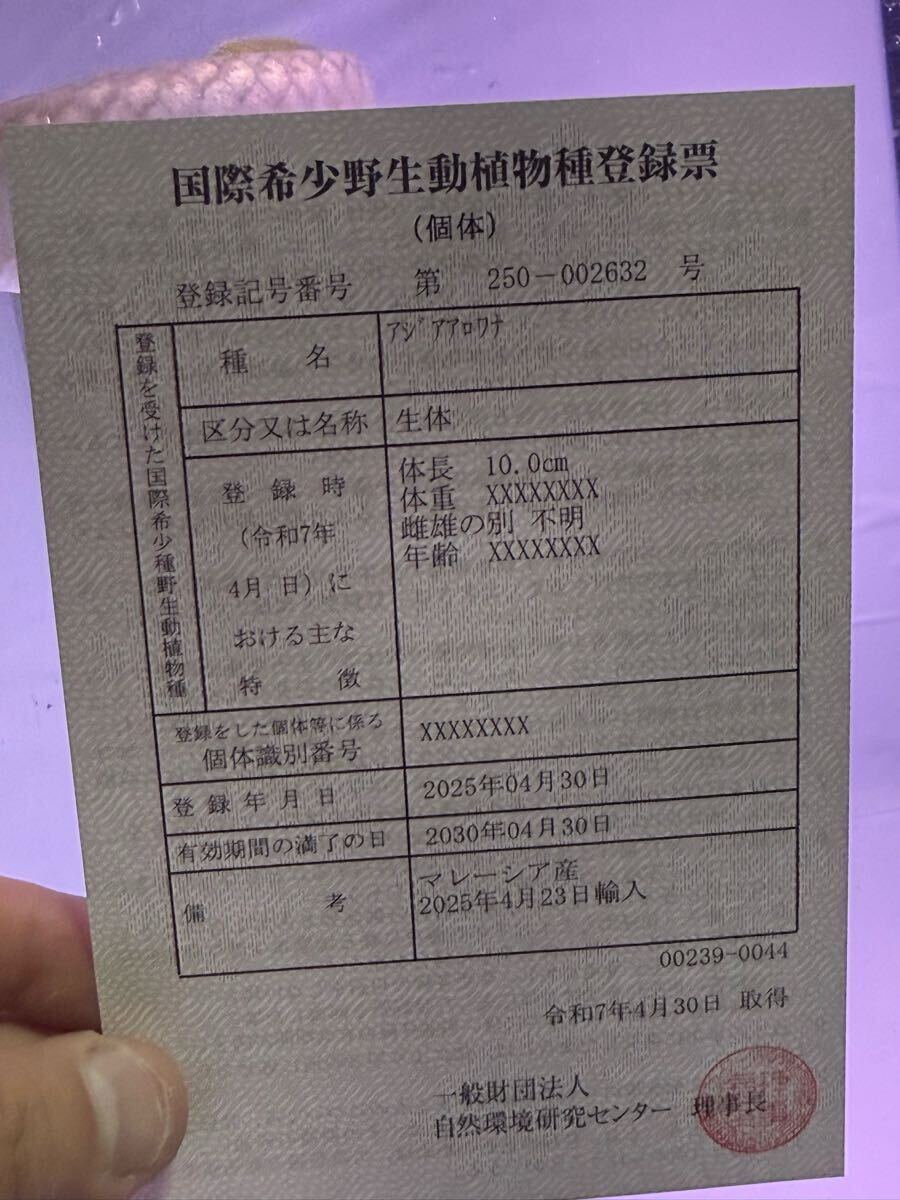 国際希少野生動植物種登録票
(個体)
登録記号番号 第 250-002632 号
登録を受けた国際希少種野生動植物種
種 名 アジアアロワナ
区分又は名称 生体
登 録 時
(令和7年
4月 日)に
おける主な
特 徴
体長 10.0cm
体重 XXXXXXXX
雌雄の別 不明
年齢 XXXXXXXX
登録をした個体等に係る
個体識別番号
XXXXXXXX
登 録 年 月 日 2025年04月30日
有効期間の満了の日 2030年04月30日
備 考
マレーシア産
2025年4月23日輸入
00239-0044
令和7年4月30日 取得
一般財団法人
自然環境研究センター 理事長